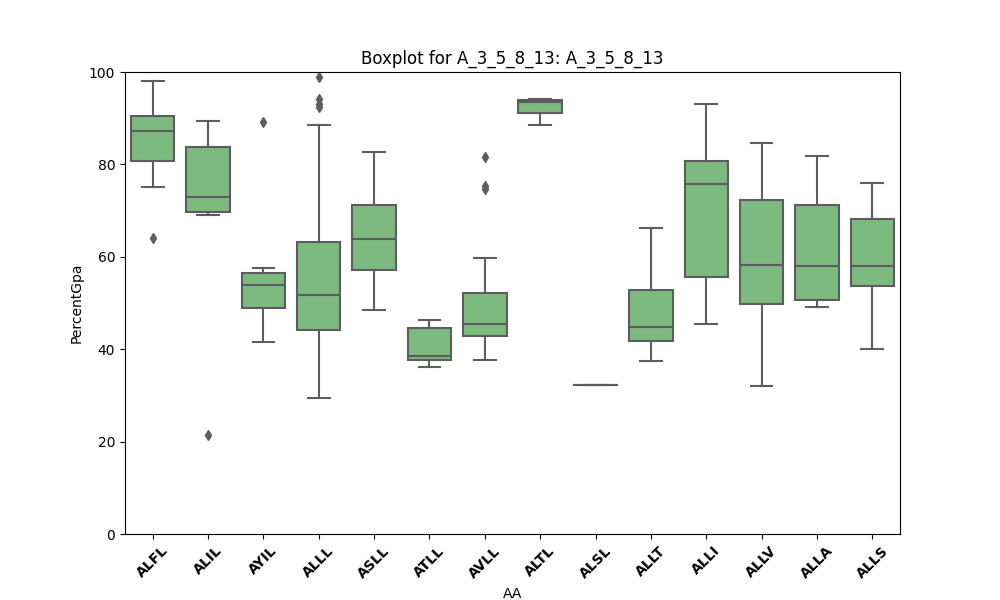 Boxplot for A_3_5_8_13: A_3_5_8_13
PercentGpa
100
80
60
40
20
0
ALFL ALIL AYIL ALLL ASLL ATLL AVLL ALTL ALSL ALLT ALLI ALLV ALLA ALLS
AA